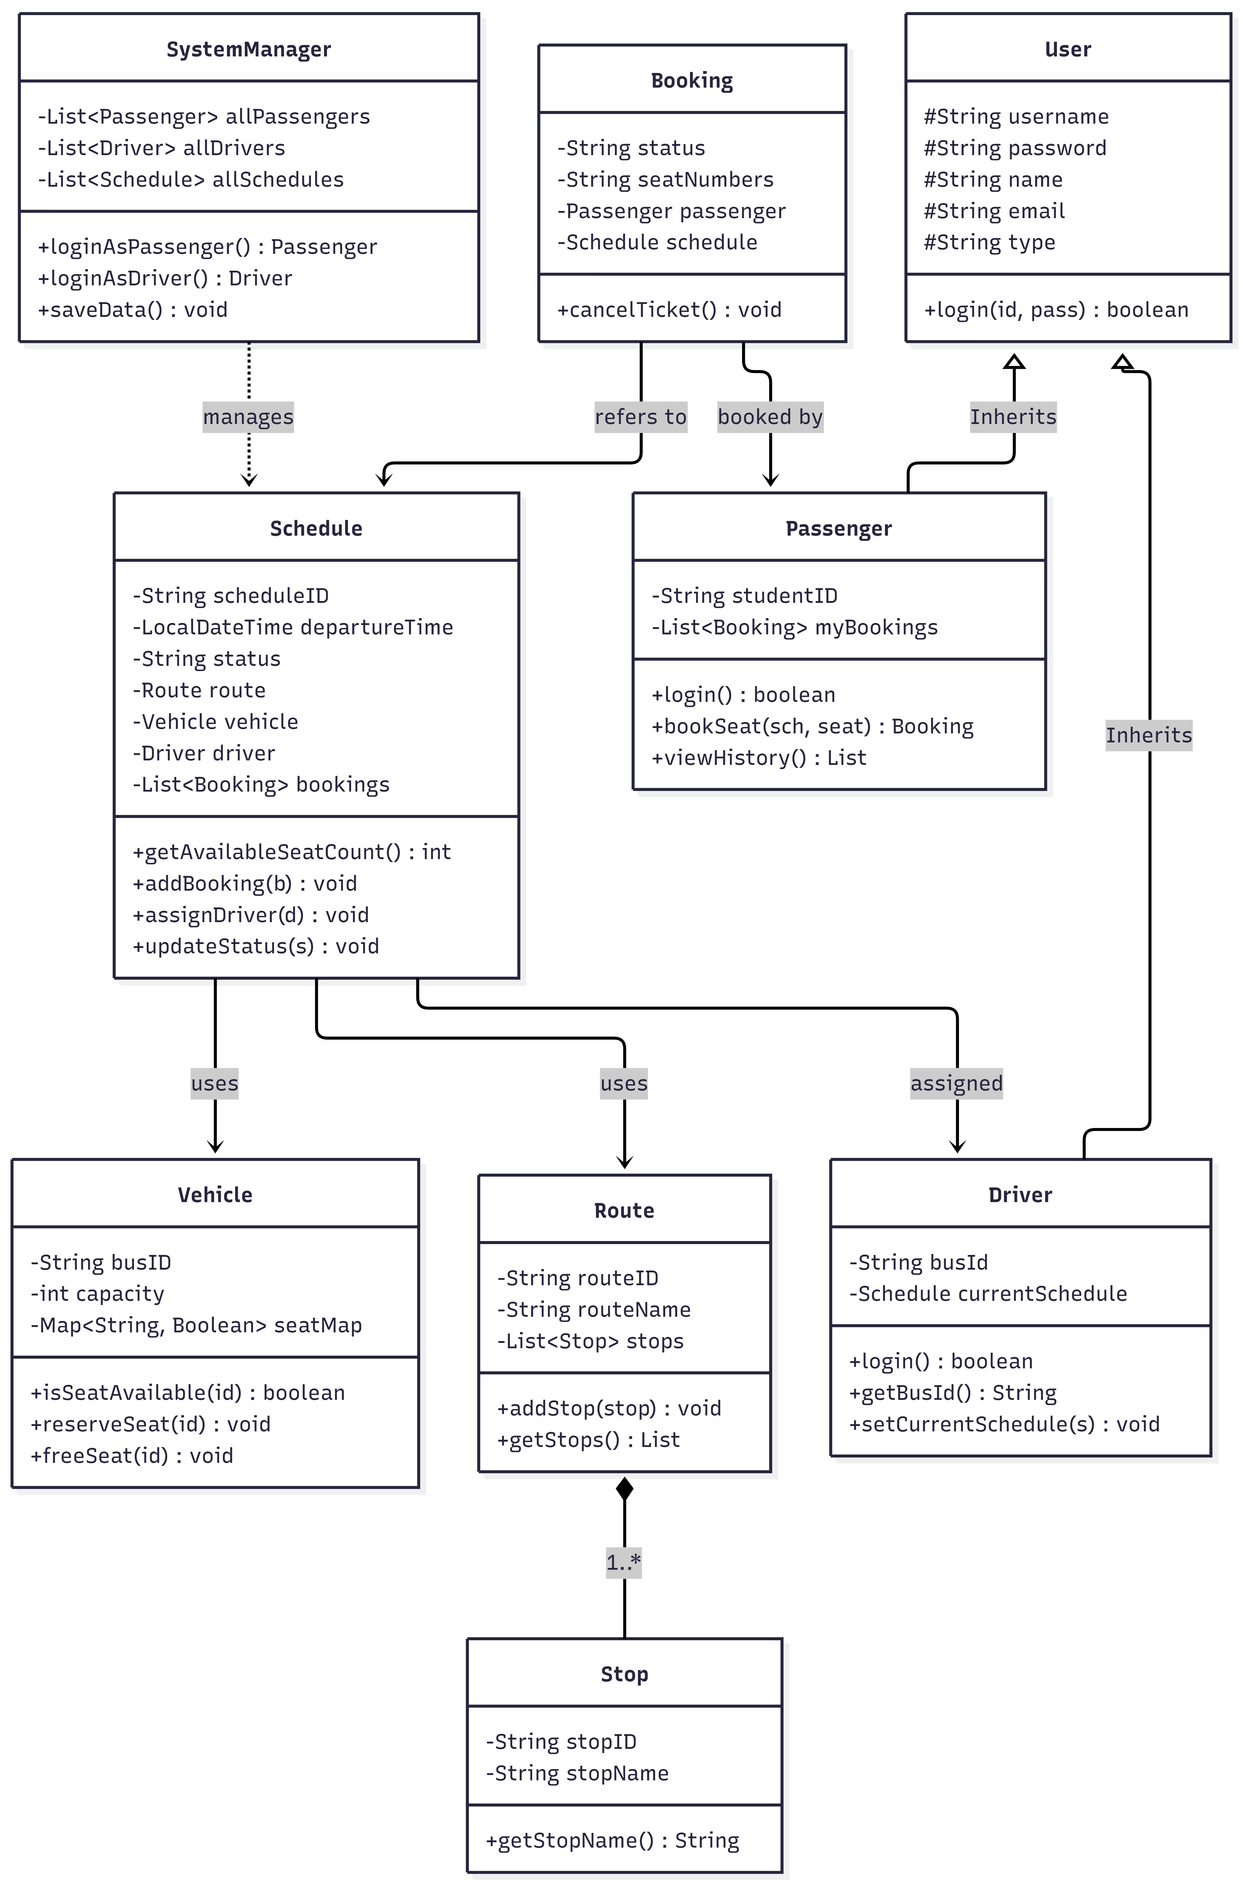 SystemManager
-List<Passenger> allPassengers
-List<Driver> allDrivers
-List<Schedule> allSchedules
+loginAsPassenger() : Passenger
+loginAsDriver() : Driver
+saveData() : void
Booking
-String status
-String seatNumbers
-Passenger passenger
-Schedule schedule
+cancelTicket() : void
User
#String username
#String password
#String name
#String email
#String type
+login(id, pass) : boolean
manages
refers to
booked by
Inherits
Schedule
-String scheduleID
-LocalDateTime departureTime
-String status
-Route route
-Vehicle vehicle
-Driver driver
-List<Booking> bookings
+getAvailableSeatCount() : int
+addBooking(b) : void
+assignDriver(d) : void
+updateStatus(s) : void
Passenger
-String studentID
-List<Booking> myBookings
+login() : boolean
+bookSeat(sch, seat) : Booking
+viewHistory() : List
Inherits
uses
uses
assigned
Vehicle
-String busID
-int capacity
-Map<String, Boolean> seatMap
+isSeatAvailable(id) : boolean
+reserveSeat(id) : void
+freeSeat(id) : void
Route
-String routeID
-String routeName
-List<Stop> stops
+addStop(stop) : void
+getStops() : List
Driver
-String busId
-Schedule currentSchedule
+login() : boolean
+getBusId() : String
+setCurrentSchedule(s) : void
1..*
Stop
-String stopID
-String stopName
+getStopName() : String